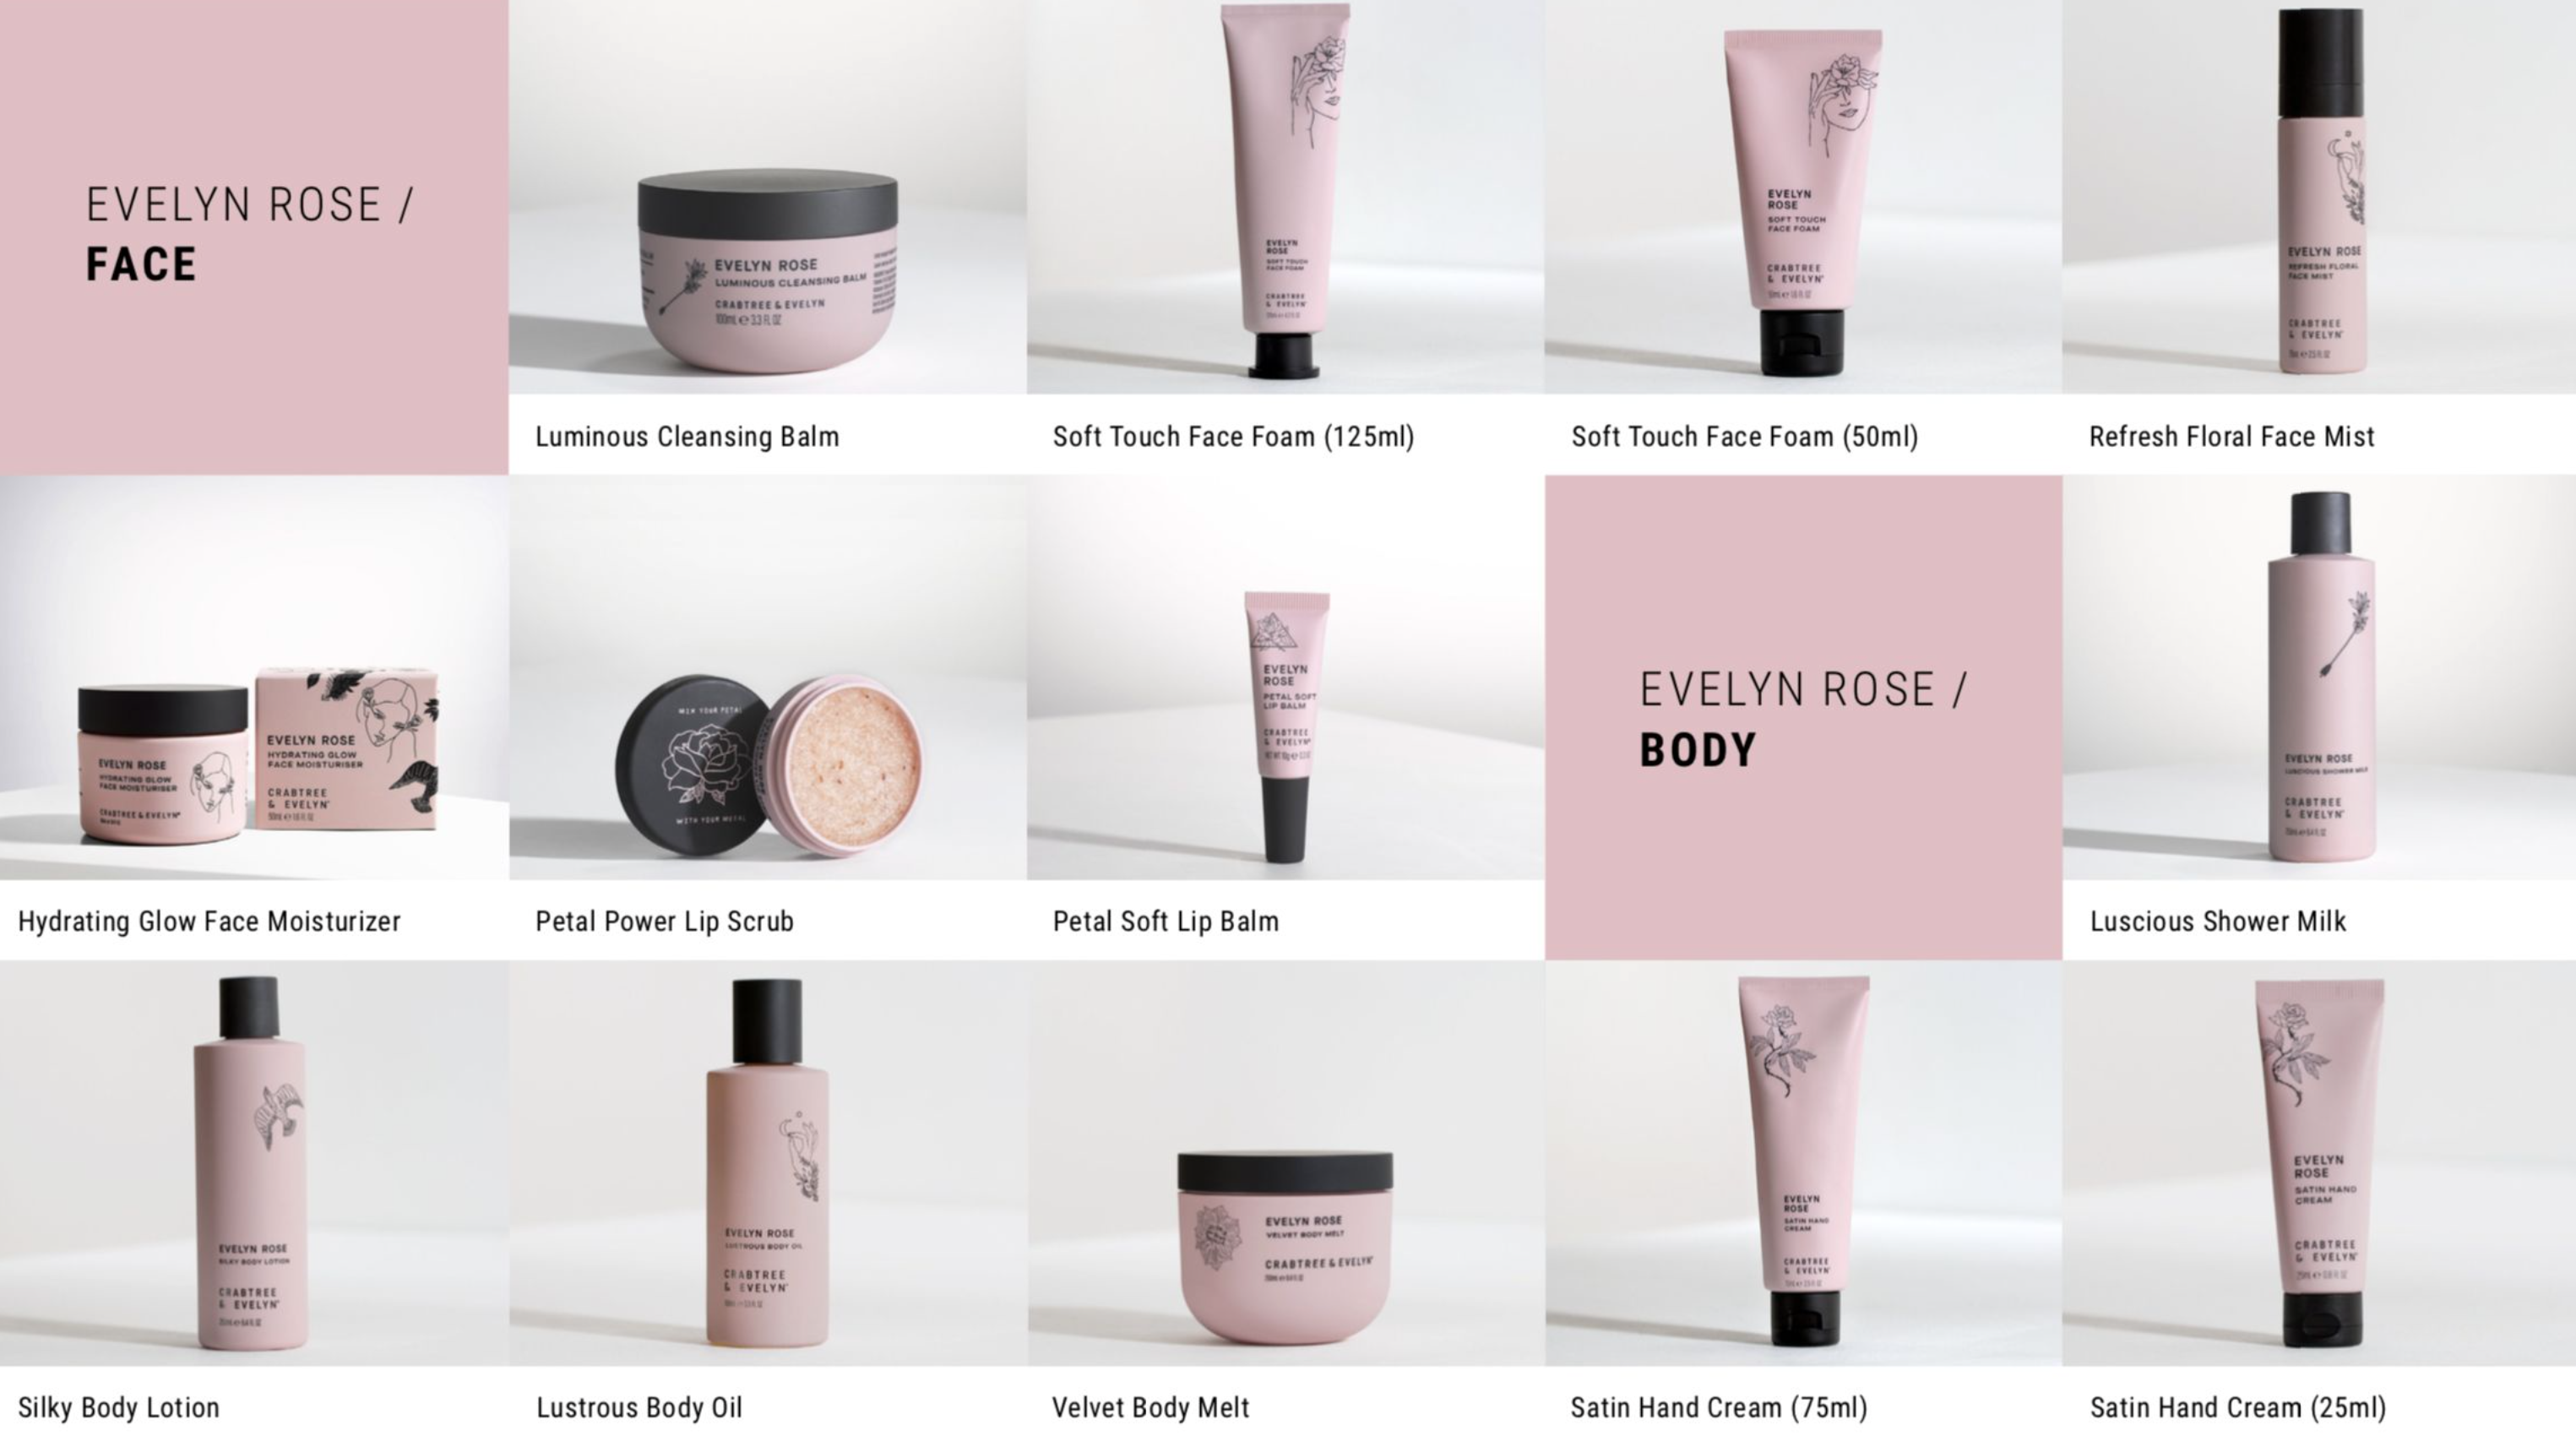 EVELYN ROSE /
FACE
EVELYN ROSE
LUMINOUS CLEANSING BALM
CRABTREE & EVELYN
100mL e 3.3 FL OZ
Luminous Cleansing Balm
EVELYN
ROSE
SOFT TOUCH
FACE FOAM
CRABTREE
& EVELYN
Soft Touch Face Foam (125ml)
EVELYN
ROSE
SOFT TOUCH
FACE FOAM
CRABTREE
& EVELYN
Soft Touch Face Foam (50ml)
EVELYN ROSE
REFRESH FLORAL
FACE MIST
CRABTREE
& EVELYN
Refresh Floral Face Mist
EVELYN ROSE
HYDRATING GLOW
FACE MOISTURISER
CRABTREE & EVELYN
EVELYN ROSE
HYDRATING GLOW
FACE MOISTURISER
CRABTREE
& EVELYN
Hydrating Glow Face Moisturizer
YOUR PETAL
WITH YOUR METAL
Petal Power Lip Scrub
EVELYN
ROSE
PETAL SOFT
LIP BALM
CRABTREE
& EVELYN
Petal Soft Lip Balm
EVELYN ROSE /
BODY
EVELYN ROSE
LUSCIOUS SHOWER MILK
CRABTREE
& EVELYN
Luscious Shower Milk
EVELYN ROSE
SILKY BODY LOTION
CRABTREE
& EVELYN
Silky Body Lotion
EVELYN ROSE
LUSTROUS BODY OIL
CRABTREE
& EVELYN
Lustrous Body Oil
EVELYN ROSE
VELVET BODY MELT
CRABTREE & EVELYN
Velvet Body Melt
EVELYN
ROSE
SATIN HAND
CREAM
CRABTREE
& EVELYN
Satin Hand Cream (75ml)
EVELYN
ROSE
SATIN HAND
CREAM
CRABTREE
& EVELYN
Satin Hand Cream (25ml)